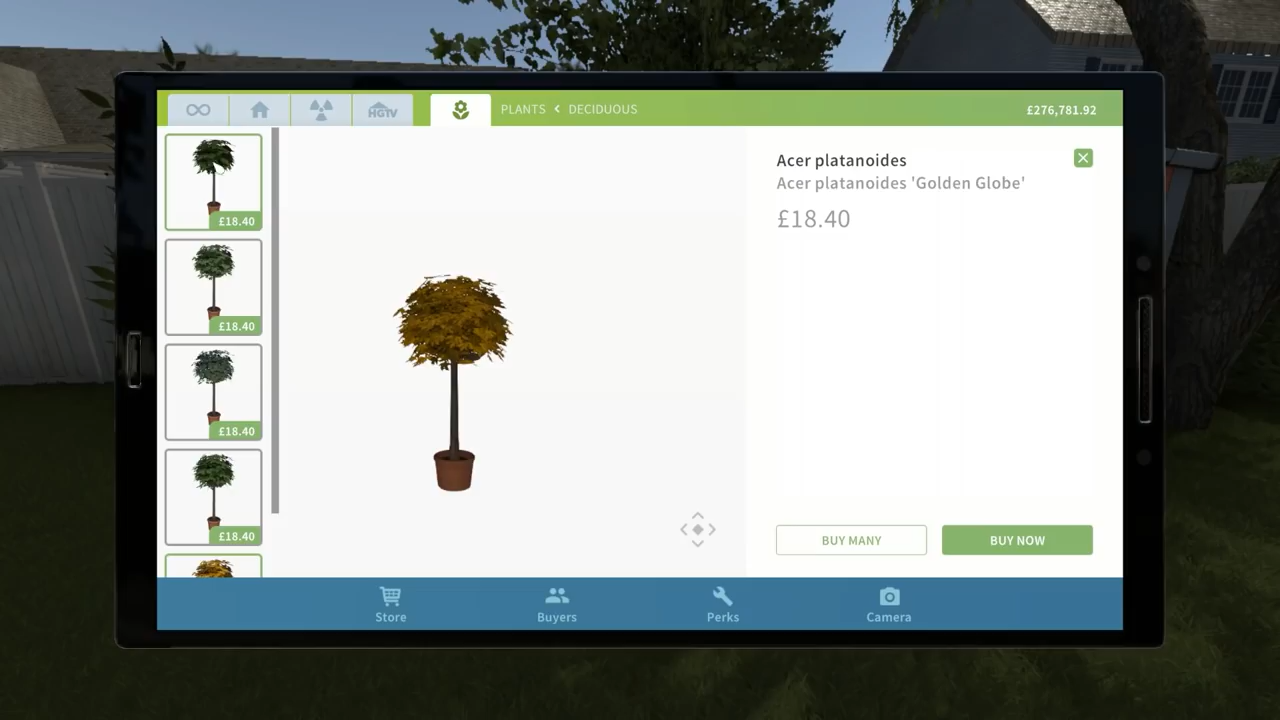 HGTV
PLANTS < DECIDUOUS
£276,781.92
£18.40
£18.40
£18.40
£18.40
Acer platanoides
Acer platanoides 'Golden Globe'
£18.40
BUY MANY
BUY NOW
Store
Buyers
Perks
Camera